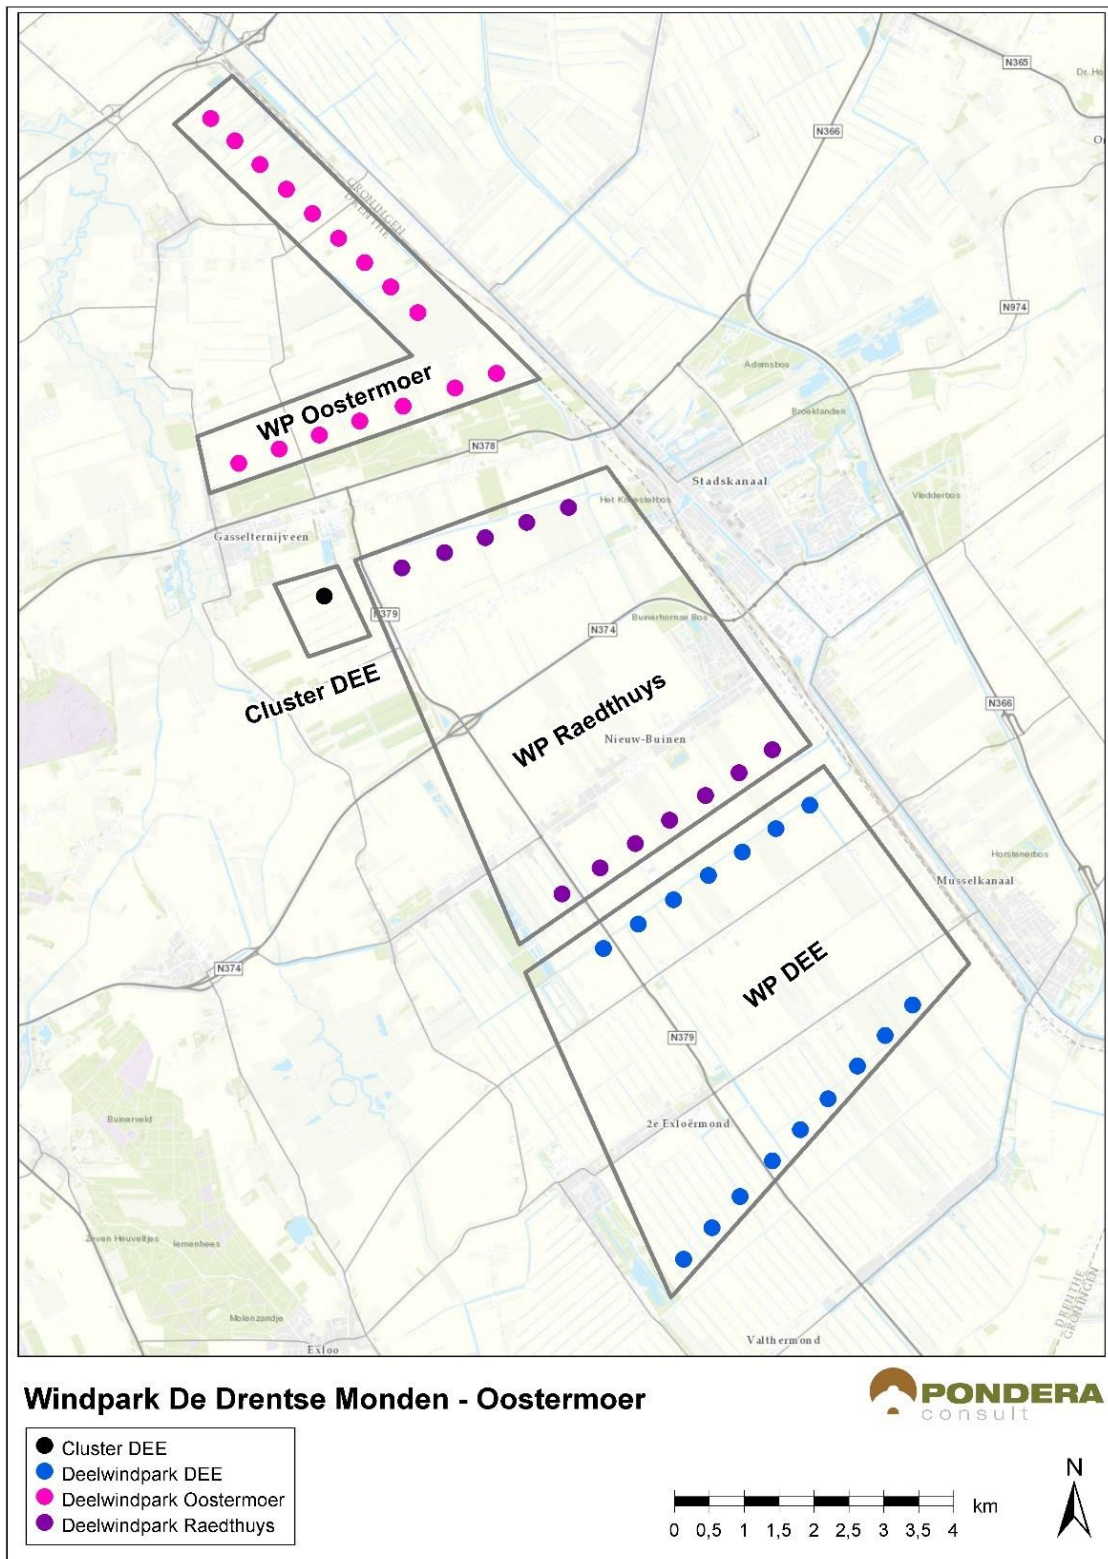 N365
Dr. Ho
N366
GRONINGEN
DRENTHE
N974
Adamsbos
WP Oostermoer
Broeklanden
N378
Stadskanaal
Vledderbos
Gasselternijveen
N379
N374
Buinerhornse Bos
Cluster DEE
WP Raedthuys
Nieuw-Buinen
N366
Horstenerbos
Musselkanaal
N374
WP DEE
N379
Buinerveld
2e Exloërmond
Zeven Heuveltjes
Iemenhees
Molenzandje
Exloo
Valthermond
DRENTHE
GRONINGEN
Windpark De Drentse Monden - Oostermoer
PONDERA
consult
Cluster DEE
Deelwindpark DEE
Deelwindpark Oostermoer
Deelwindpark Raedthuys
N
km
0 0,5 1 1,5 2 2,5 3 3,5 4